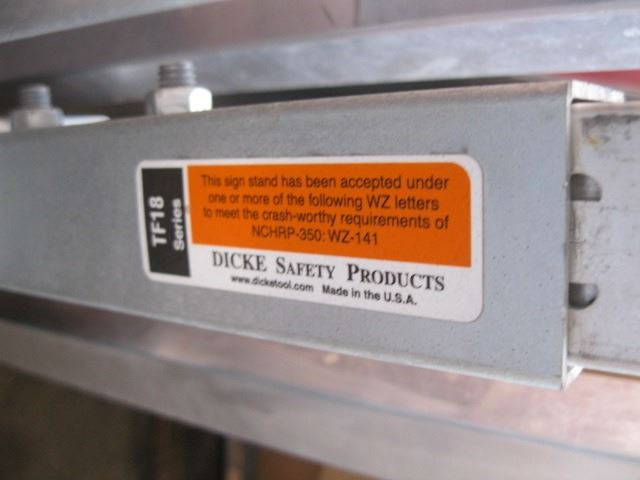 TF18
Series
This sign stand has been accepted under
one or more of the following WZ letters
to meet the crash-worthy requirements of
NCHRP-350: WZ-141
DICKE SAFETY PRODUCTS
www.dicketool.com Made in the U.S.A.